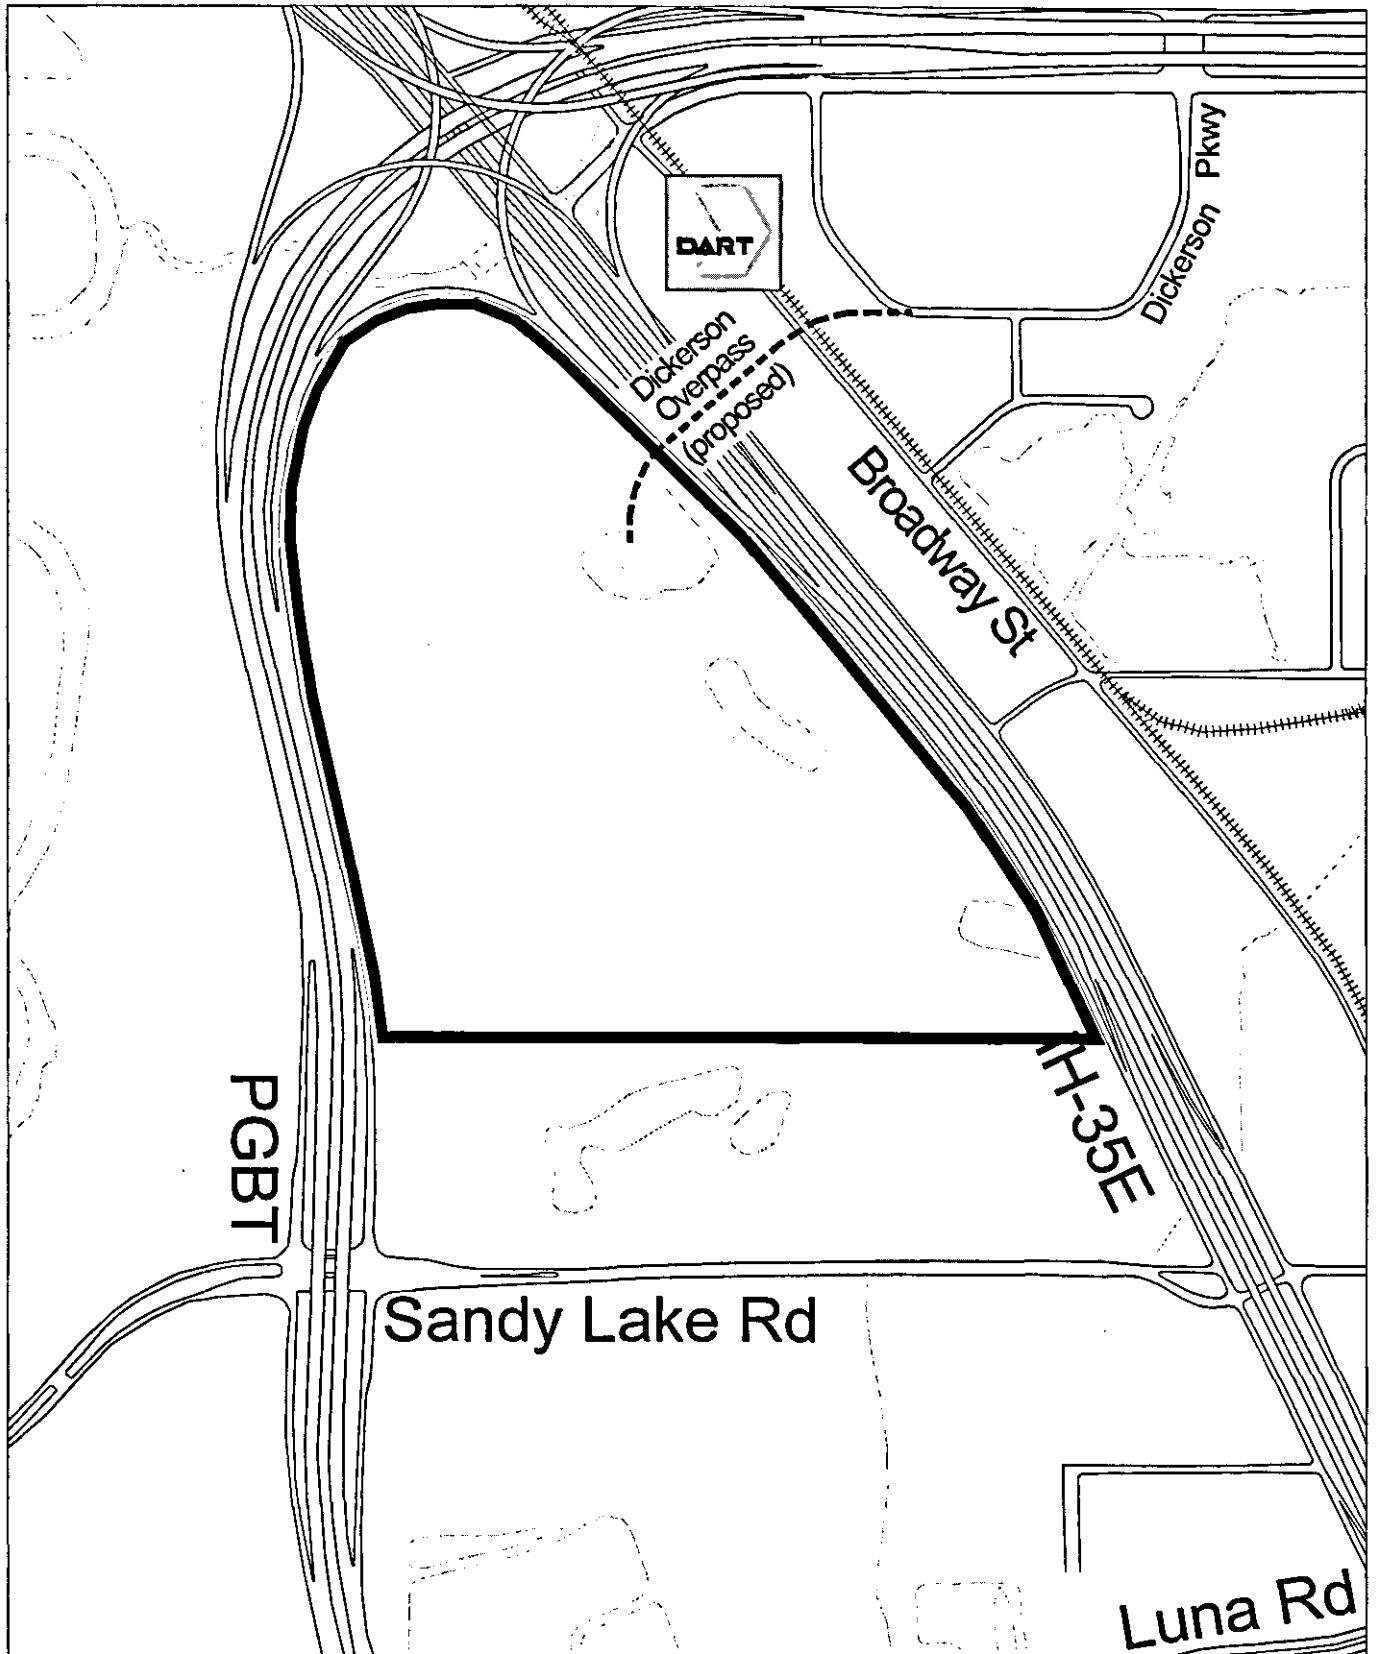 Pkwy
Dickerson
DART
Dickerson
Overpass
(proposed)
Broadway St
IH-35E
PGBT
Sandy Lake Rd
Luna Rd